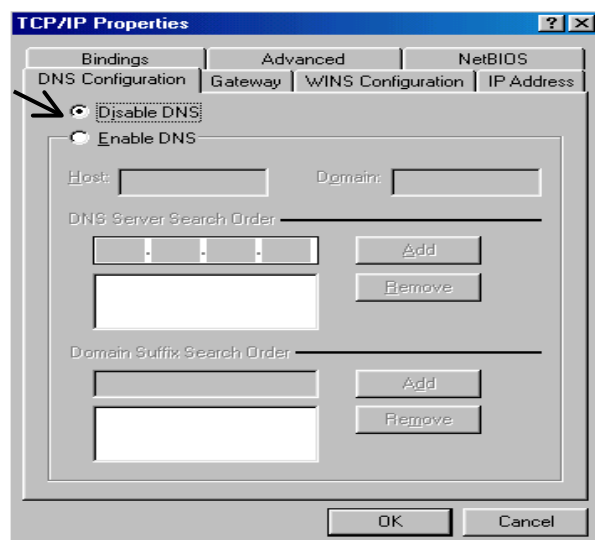 TCP/IP Properties
Bindings Advanced NetBIOS
DNS Configuration Gateway WINS Configuration IP Address
Disable DNS
Enable DNS
Host: Domain:
DNS Server Search Order
. . . Add
Remove
Domain Suffix Search Order
Add
Remove
OK Cancel